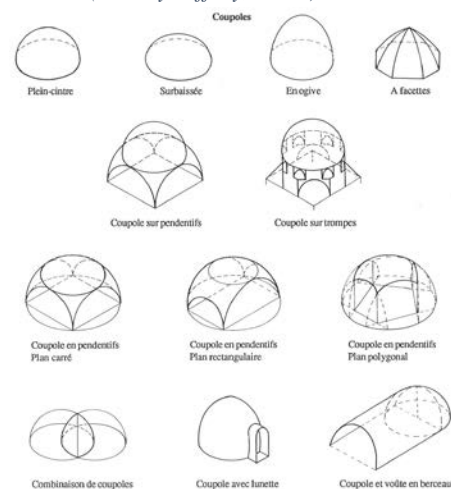 Coupoles
Plein-cintre
Surbaissée
En ogive
A facettes
Coupole sur pendentifs
Coupole sur trompes
Coupole en pendentifs
Plan carré
Coupole en pendentifs
Plan rectangulaire
Coupole en pendentifs
Plan polygonal
Combinaison de coupoles
Coupole avec lunette
Coupole et voûte en berceau